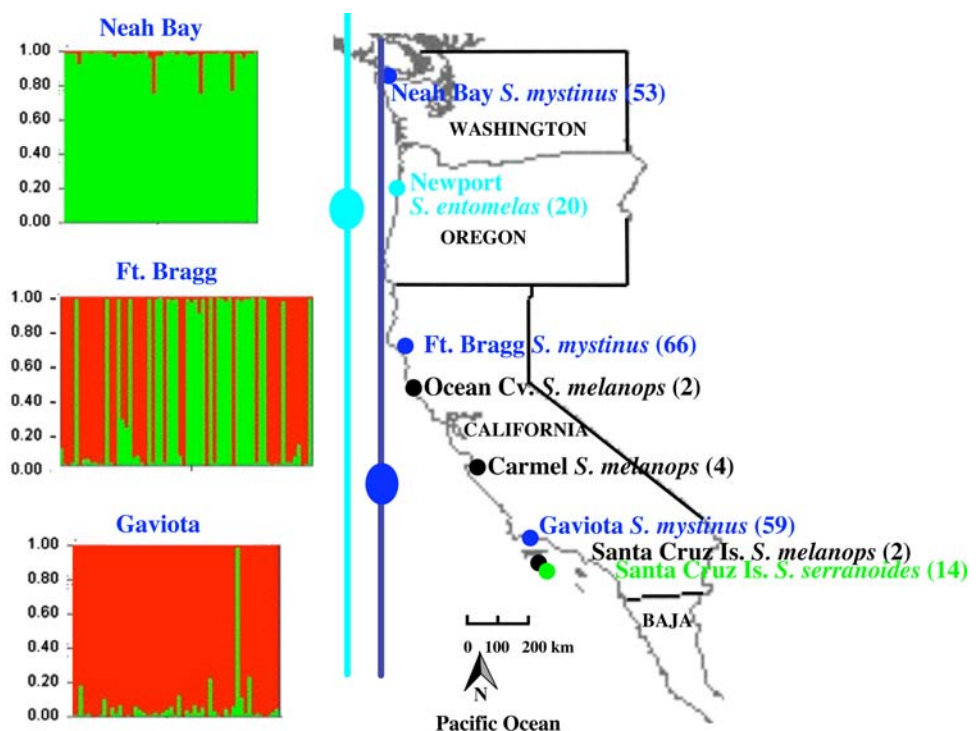 Neah Bay
1.00
0.80
0.60
0.40
0.20
0.00
Ft. Bragg
1.00
0.80
0.60
0.40
0.20
0.00
Gaviota
1.00
0.80
0.60
0.40
0.20
0.00
Neah Bay S. mystinus (53)
WASHINGTON
Newport
S. entomelas (20)
OREGON
Ft. Bragg S. mystinus (66)
Ocean Cv. S. melanops (2)
CALIFORNIA
Carmel S. melanops (4)
Gaviota S. mystinus (59)
Santa Cruz Is. S. melanops (2)
Santa Cruz Is. S. serranoides (14)
BAJA
0 100 200 km
N
Pacific Ocean